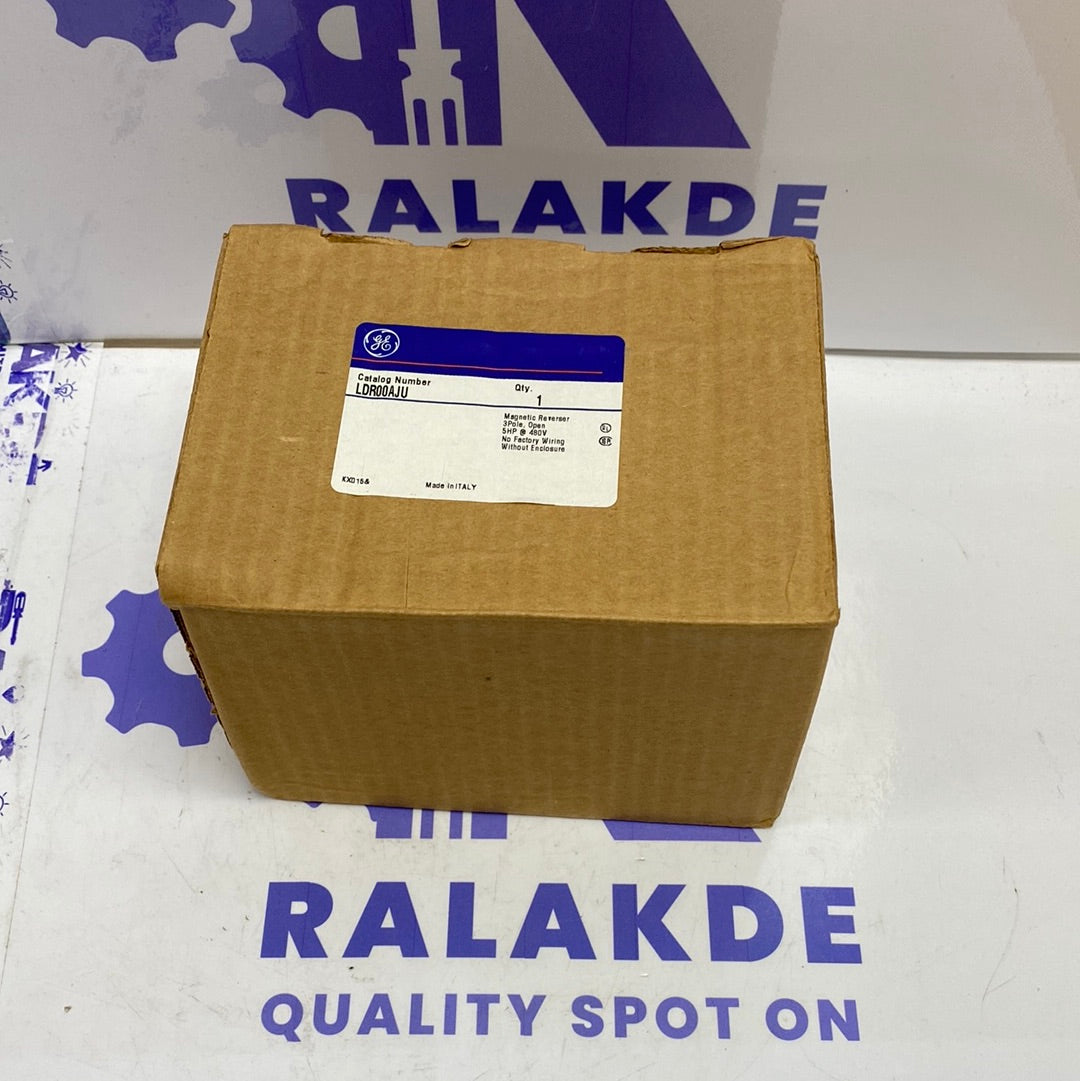 RALAKDE
GE
Catalog Number
Qty.
LDR00AJU
1
Magnetic Reverser
3Pole, Open
5HP @ 480V
No Factory Wiring
Without Enclosure
Made in ITALY
RALAKDE
QUALITY SPOT ON